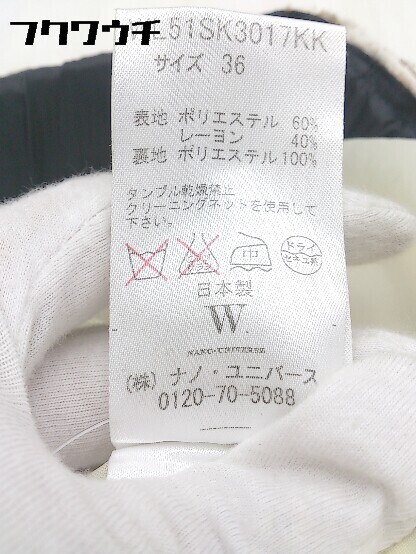 フクワウチ
51SK3017KK
サイズ 36
表地 ポリエステル 60%
レーヨン 40%
裏地 ポリエステル 100%
タンブル乾燥禁止
クリーニングネットを使用して
下さい
中
ドライ
セキユ系
日本製
W.
NANO·UNIVERSE
(株) ナノ・ユニバース
0120-70-5088